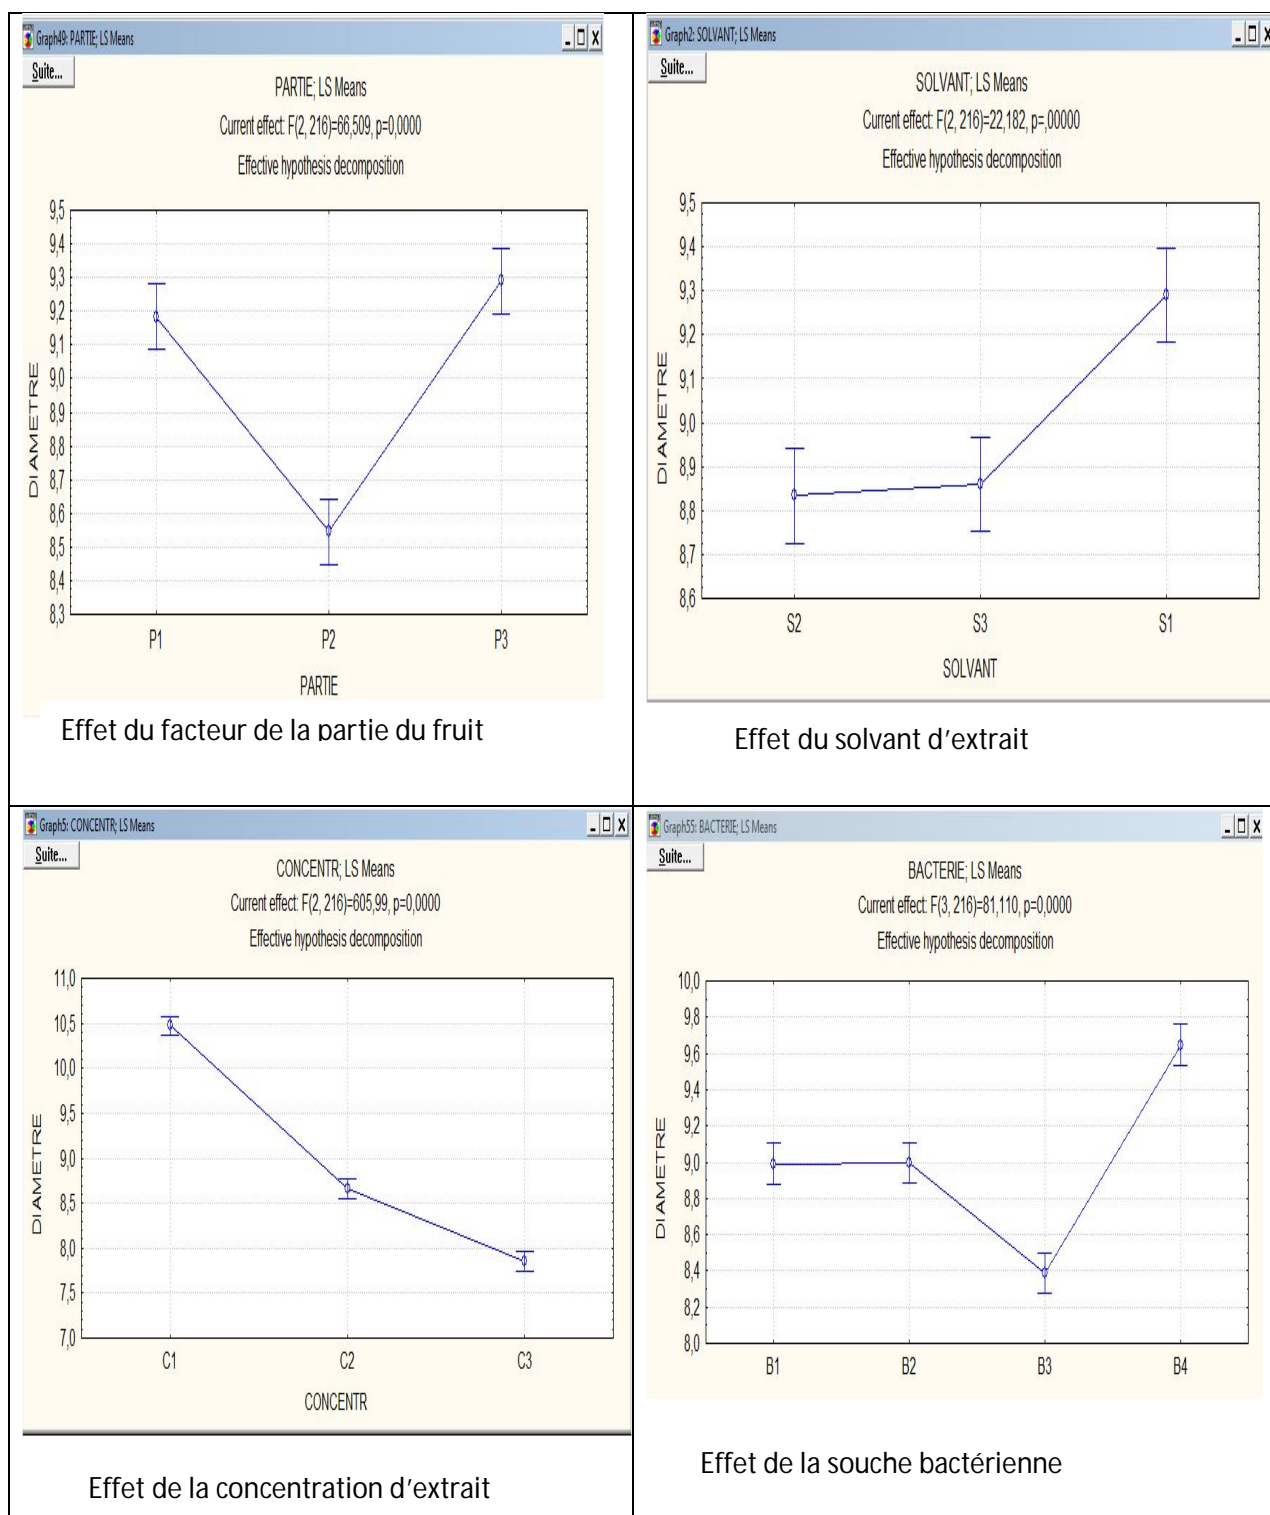 Graph49: PARTIE; LS Means
Suite...
PARTIE; LS Means
Current effect: F(2, 216)=66,509, p=0,0000
Effective hypothesis decomposition
9,5
9,4
9,3
9,2
9,1
9,0
8,9
8,8
8,7
8,6
8,5
8,4
8,3
DIAMETRE
P1 P2 P3
PARTIE
Effet du facteur de la partie du fruit
Graph2: SOLVANT; LS Means
Suite...
SOLVANT; LS Means
Current effect: F(2, 216)=22,182, p=,00000
Effective hypothesis decomposition
9,5
9,4
9,3
9,2
9,1
9,0
8,9
8,8
8,7
8,6
DIAMETRE
S2 S3 S1
SOLVANT
Effet du solvant d’extrait
Graph5: CONCENTR; LS Means
Suite...
CONCENTR; LS Means
Current effect: F(2, 216)=605,99, p=0,0000
Effective hypothesis decomposition
11,0
10,5
10,0
9,5
9,0
8,5
8,0
7,5
7,0
DIAMETRE
C1 C2 C3
CONCENTR
Effet de la concentration d’extrait
Graph55: BACTERIE; LS Means
Suite...
BACTERIE; LS Means
Current effect: F(3, 216)=81,110, p=0,0000
Effective hypothesis decomposition
10,0
9,8
9,6
9,4
9,2
9,0
8,8
8,6
8,4
8,2
8,0
DIAMETRE
B1 B2 B3 B4
Effet de la souche bactérienne